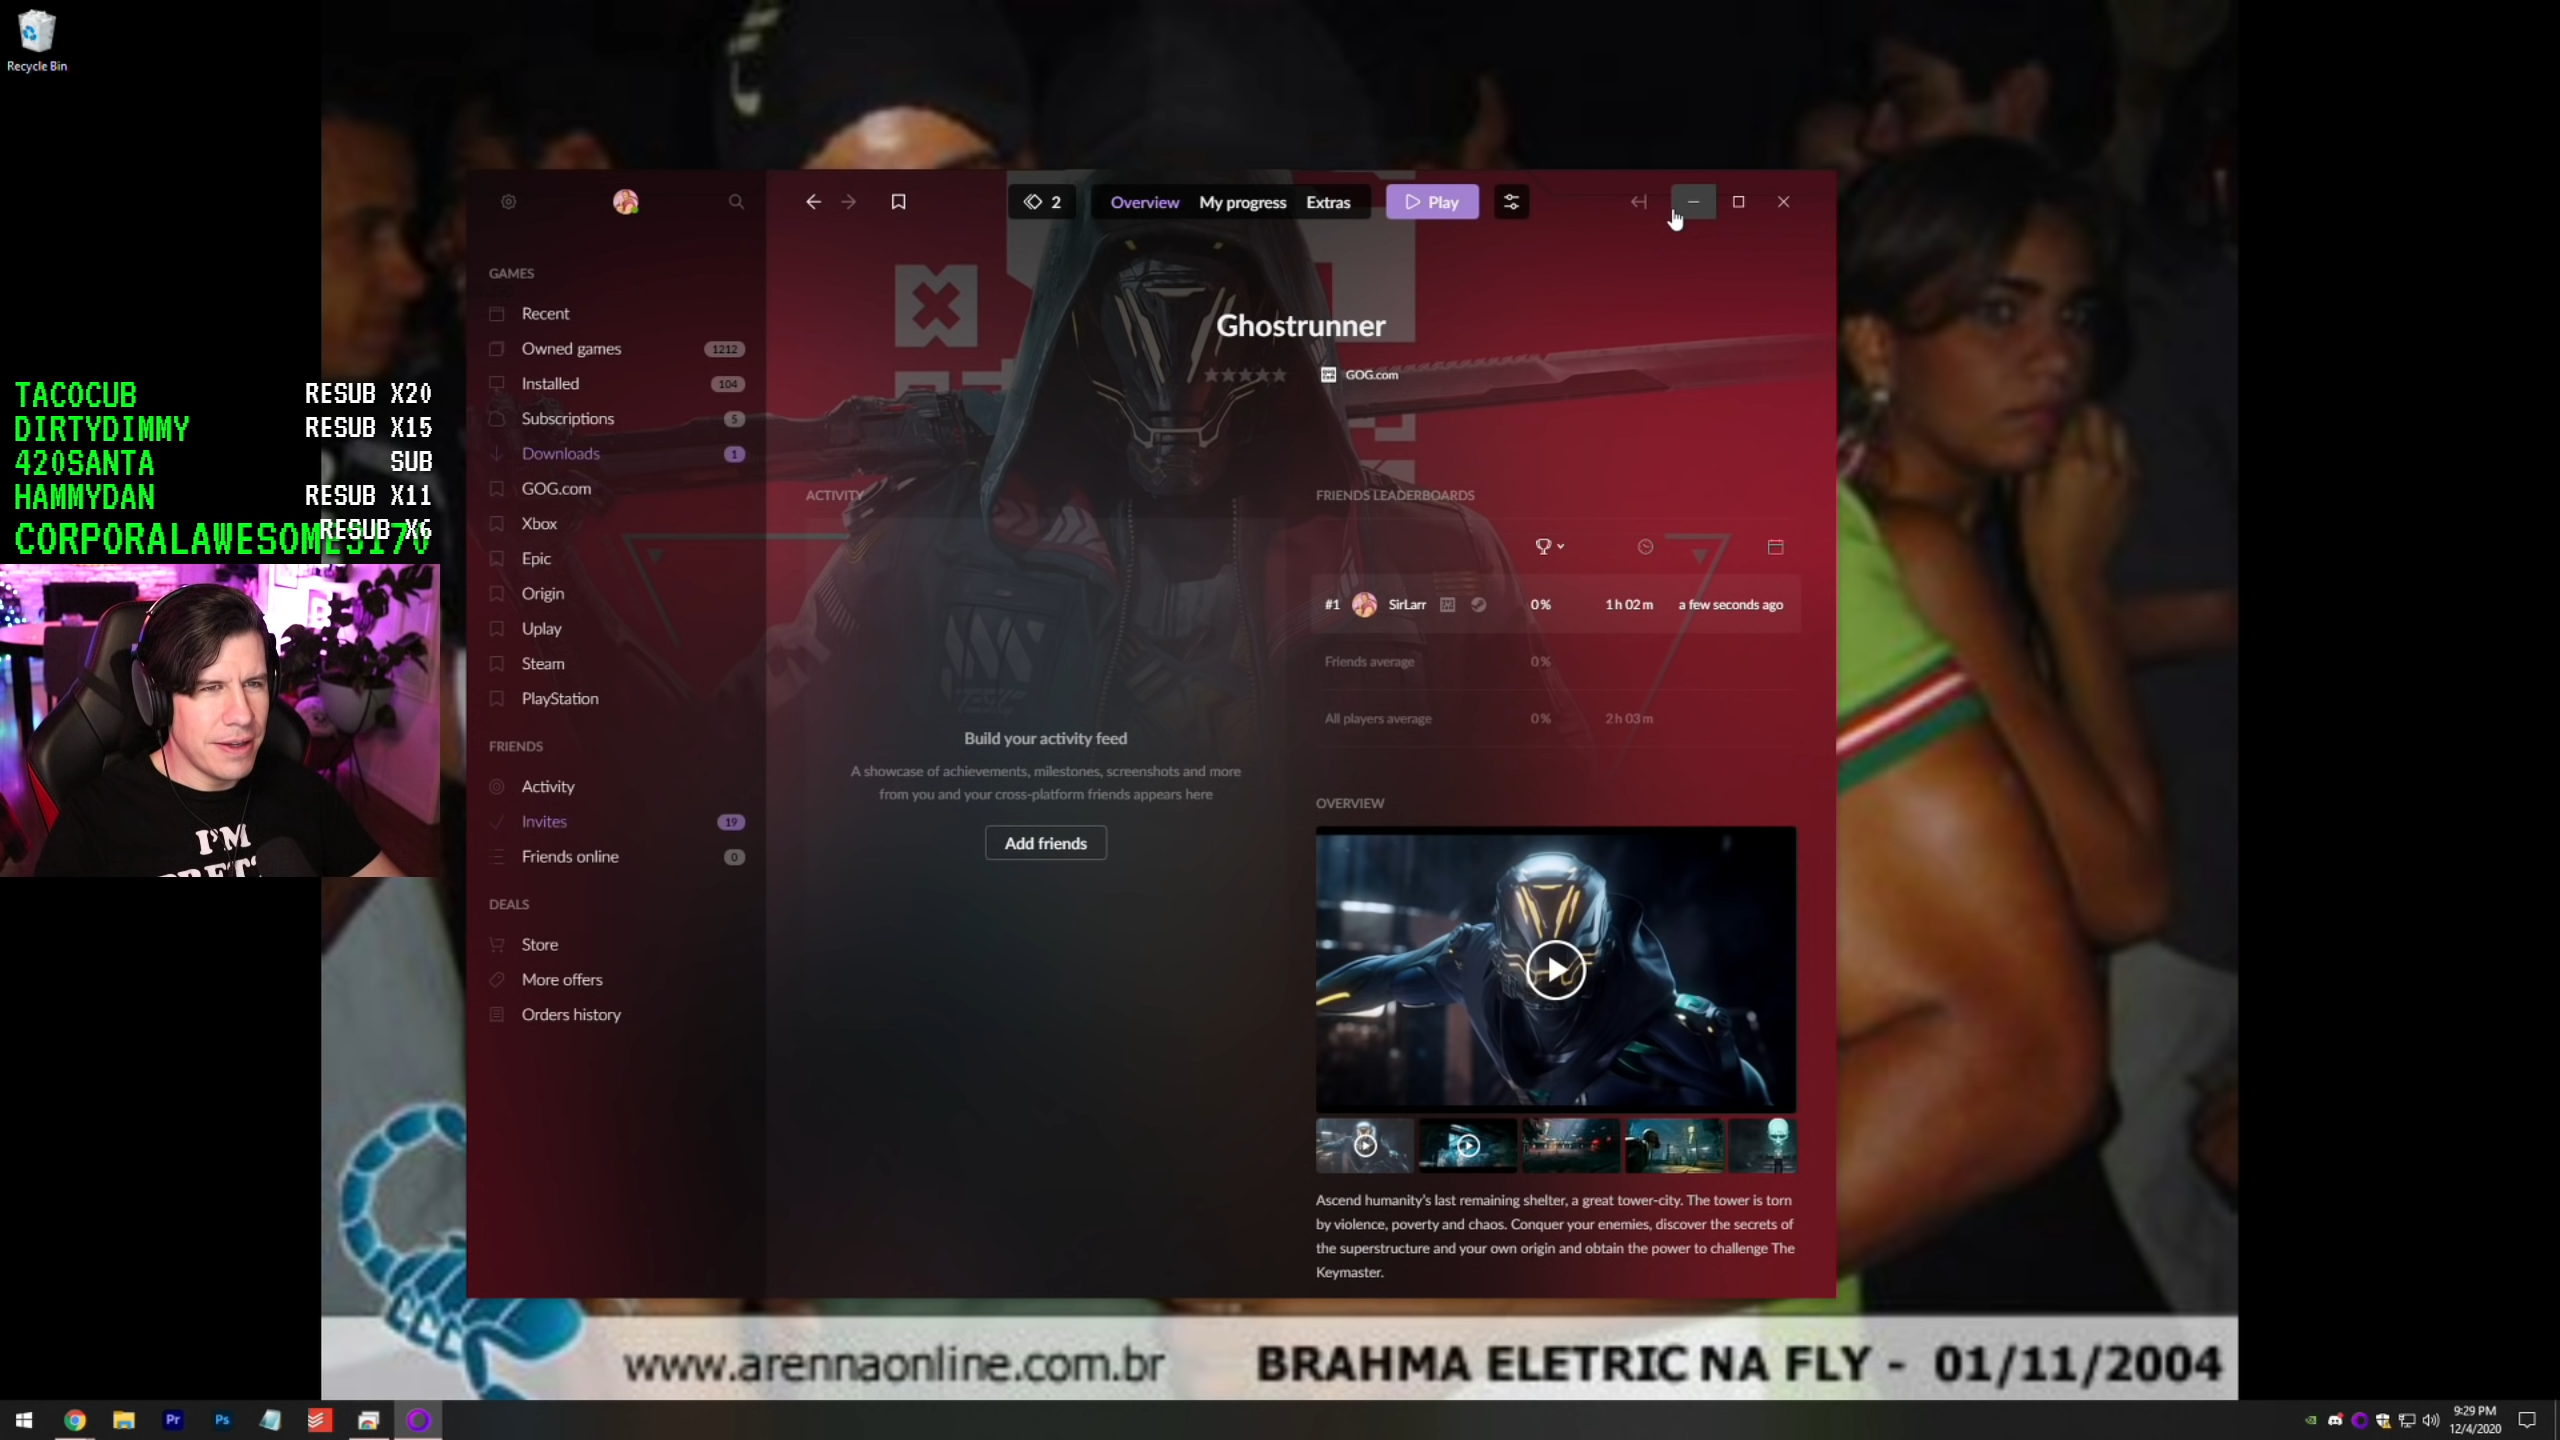 Recycle Bin
TACOCUB RESUB X20
DIRTYDIMMY RESUB X15
420SANTA SUB
HAMMYDAN RESUB X11
RESUB X6
I'M
2
Overview
My progress
Extras
Play
GAMES
Recent
Owned games 1212
Installed 104
Subscriptions 5
Downloads 1
GOG.com
Xbox
Epic
Origin
Uplay
Steam
PlayStation
FRIENDS
Activity
Invites 19
Friends online 0
DEALS
Store
More offers
Orders history
Ghostrunner
GOG.com
ACTIVITY
Build your activity feed
A showcase of achievements, milestones, screenshots and more
from you and your cross-platform friends appears here
Add friends
FRIENDS LEADERBOARDS
#1 SirLarr 0% 1 h 02 m a few seconds ago
Friends average 0%
All players average 0% 2 h 03 m
OVERVIEW
Ascend humanity's last remaining shelter, a great tower-city. The tower is torn
by violence, poverty and chaos. Conquer your enemies, discover the secrets of
the superstructure and your own origin and obtain the power to challenge The
Keymaster.
www.arennaonline.com.br
BRAHMA ELETRIC NA FLY - 01/11/2004
Pr
Ps
9:29 PM
12/4/2020